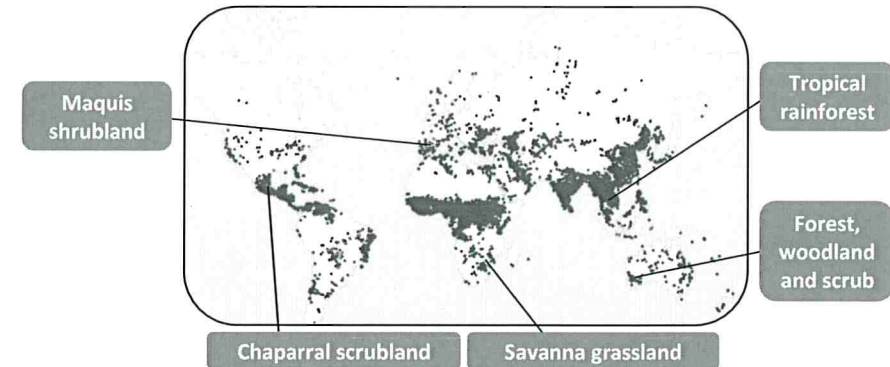 Maquis
shrubland
Tropical
rainforest
Forest,
woodland
and scrub
Chaparral scrubland
Savanna grassland